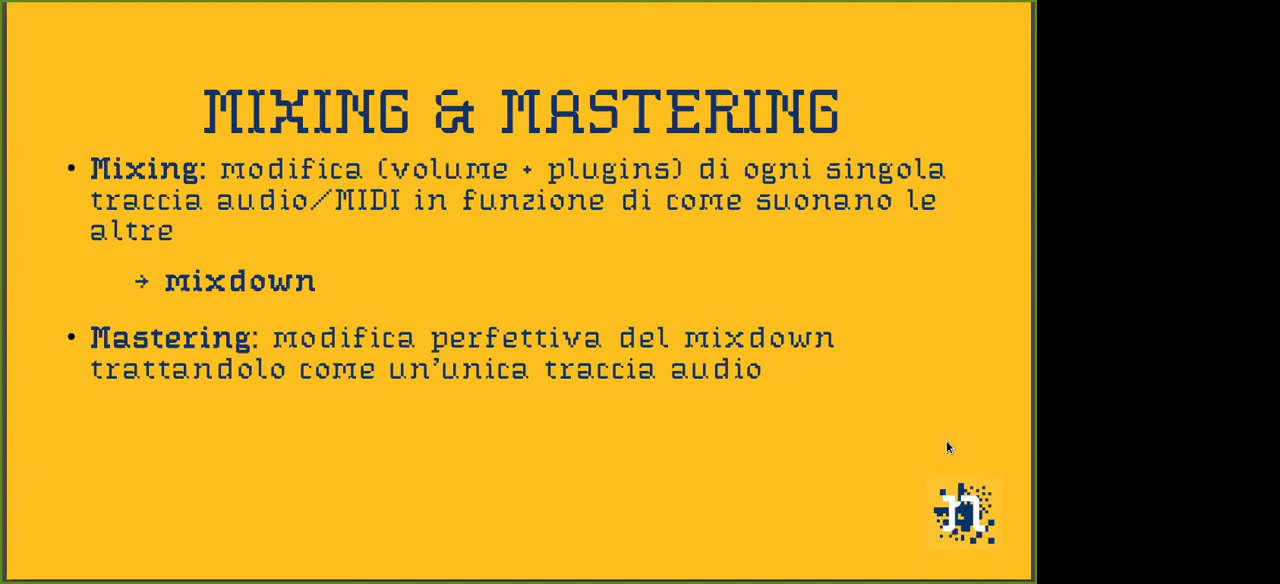 MIXING & MASTERING
• Mixing: modifica (volume + plugins) di ogni singola
traccia audio/MIDI in funzione di come suonano le
altre
→ mixdown
• Mastering: modifica perfettiva del mixdown
trattandolo come un’unica traccia audio
n